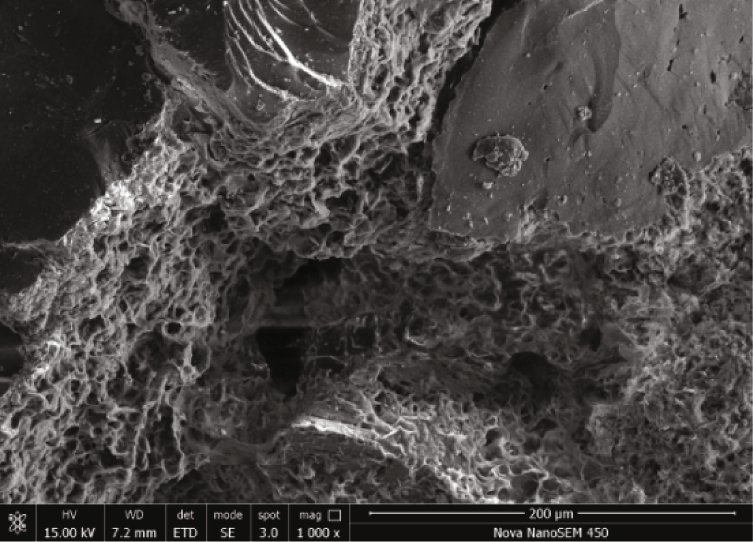 HV WD det mode spot mag □ 200 µm
15.00 kV 7.2 mm ETD SE 3.0 1 000 x Nova NanoSEM 450